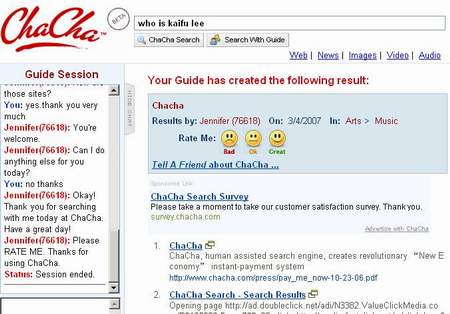 ChaCha™
BETA
who is kaifu lee
ChaCha Search
Search With Guide
Web | News | Images | Video | Audio
Guide Session
HIDE CHAT
those sites?
You: yes.thank you very
much
Jennifer(76618): You're
welcome.
Jennifer(76618): Can I do
anything else for you
today?
You: no thanks
Jennifer(76618): Okay!
Thank you for searching
with me today at ChaCha.
Have a great day!
Jennifer(76618): Please
RATE ME. Thanks for
using ChaCha.
Status: Session ended.
Your Guide has created the following result:
Chacha
Results by: Jennifer (76618) On: 3/4/2007 In: Arts > Music
Rate Me:
Bad Ok Great
Tell A Friend about ChaCha ...
Sponsored Link
ChaCha Search Survey
Please take a moment to take our customer satisfaction survey. Thank you.
survey.chacha.com
Advertise with ChaCha
1. ChaCha
ChaCha, human assisted search engine, creates revolutionary “New E
conomy” instant-payment system
http://www.chacha.com/press/pay_me_now-10-23-06.pdf
2. ChaCha Search - Search Results
Opening page http://ad.doubleclick.net/adi/N3382.ValueClickMedia.co